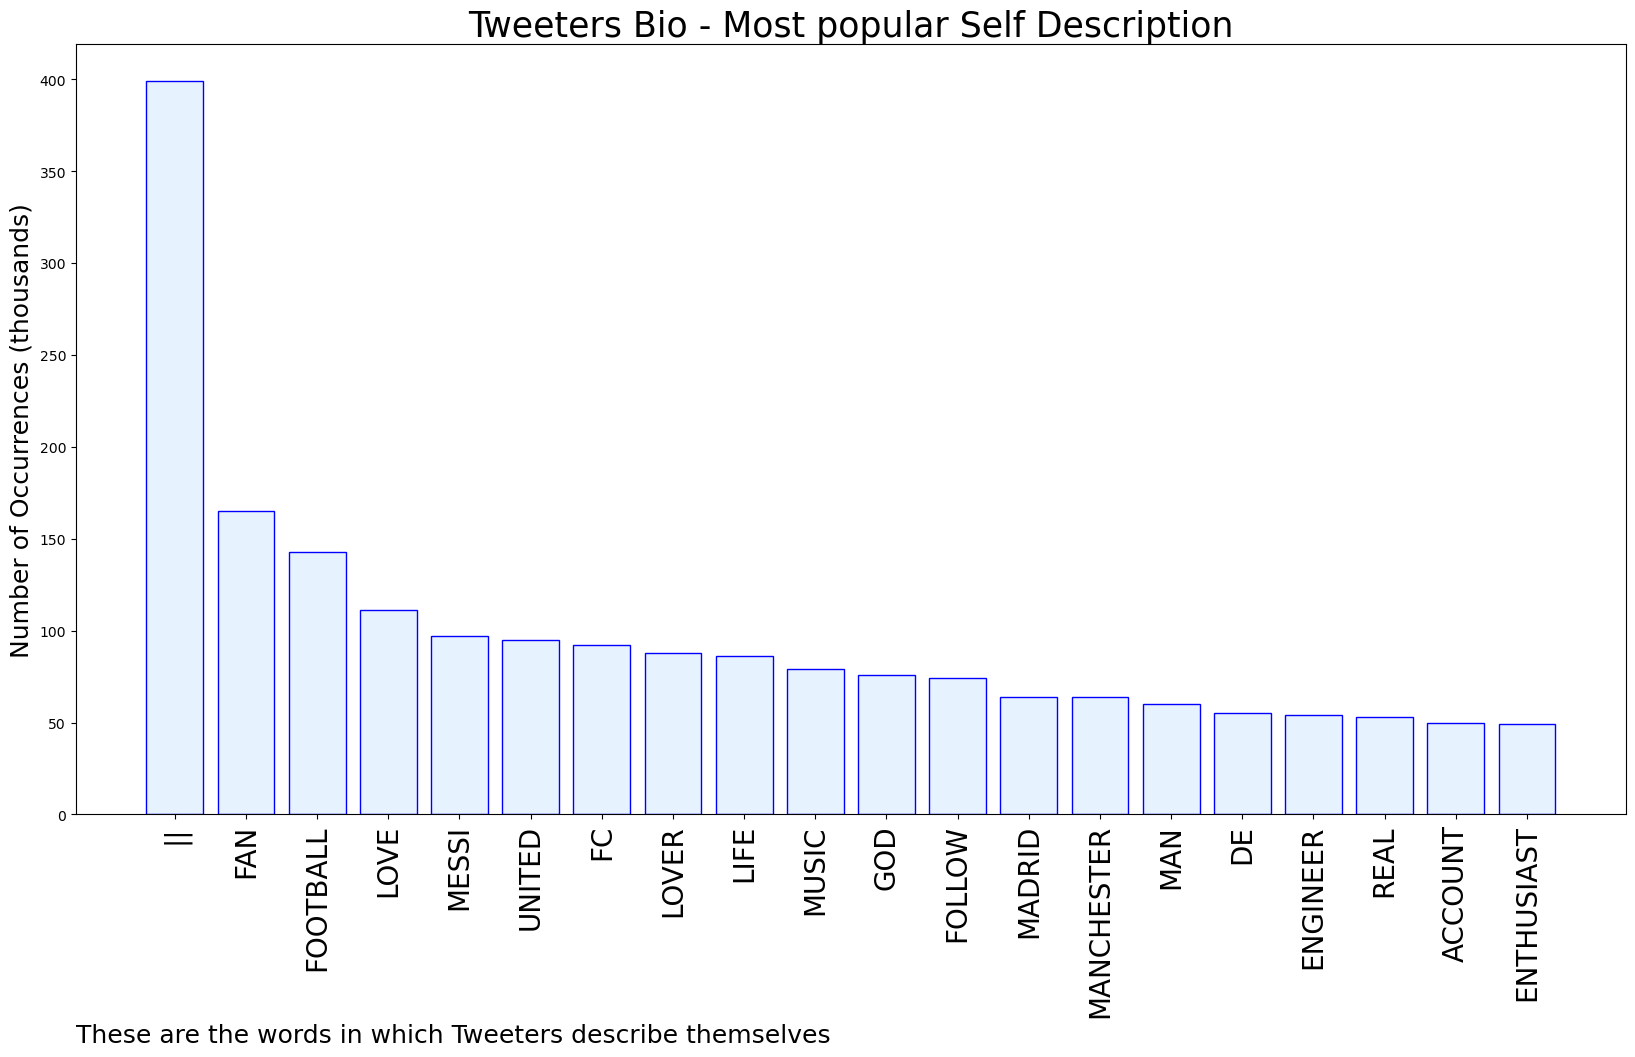 Tweeters Bio - Most popular Self Description
Number of Occurrences (thousands)
400
350
300
250
200
150
100
50
0
||
FAN
FOOTBALL
LOVE
MESSI
UNITED
FC
LOVER
LIFE
MUSIC
GOD
FOLLOW
MADRID
MANCHESTER
MAN
DE
ENGINEER
REAL
ACCOUNT
ENTHUSIAST
These are the words in which Tweeters describe themselves